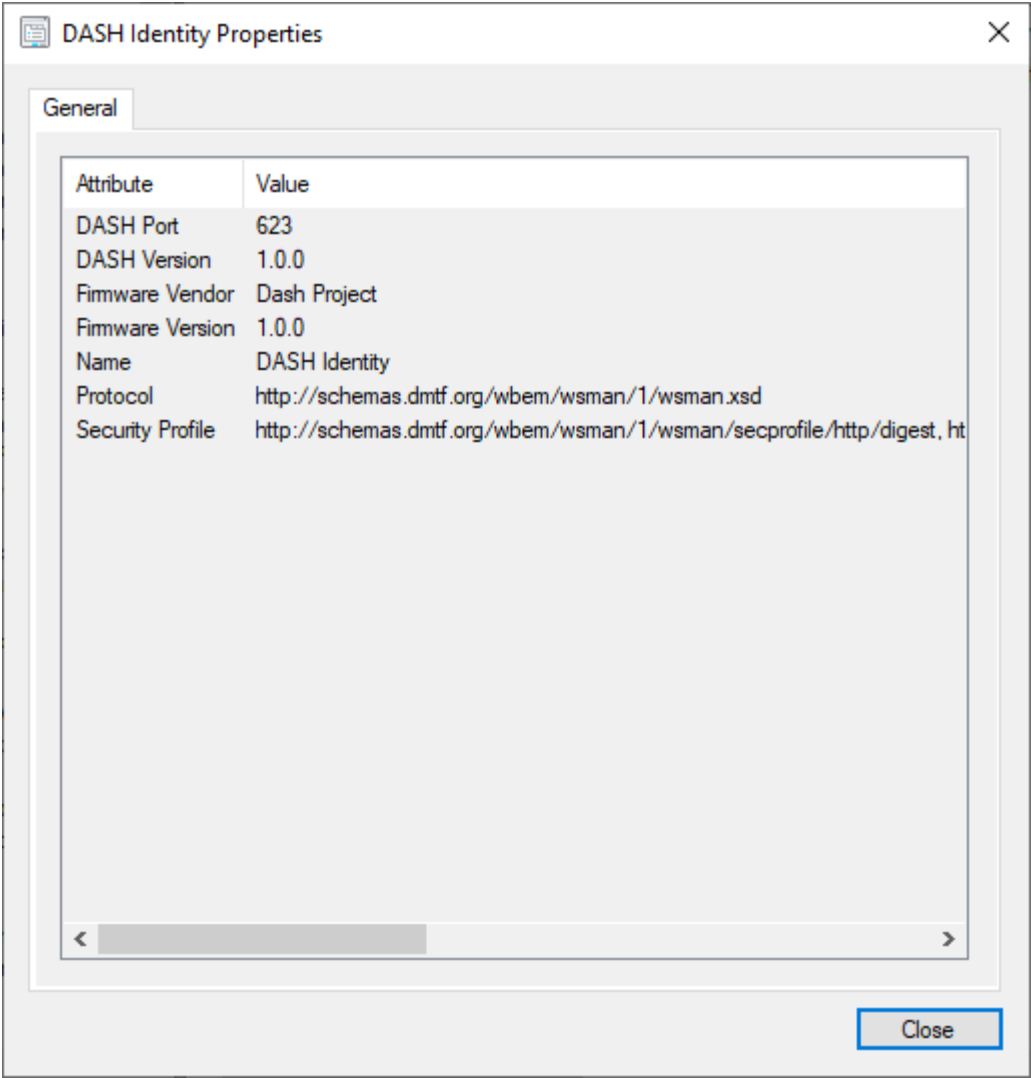 DASH Identity Properties
General
Attribute Value
DASH Port 623
DASH Version 1.0.0
Firmware Vendor Dash Project
Firmware Version 1.0.0
Name DASH Identity
Protocol http://schemas.dmtf.org/wbem/wsman/1/wsman.xsd
Security Profile http://schemas.dmtf.org/wbem/wsman/1/wsman/secprofile/http/digest, ht
Close